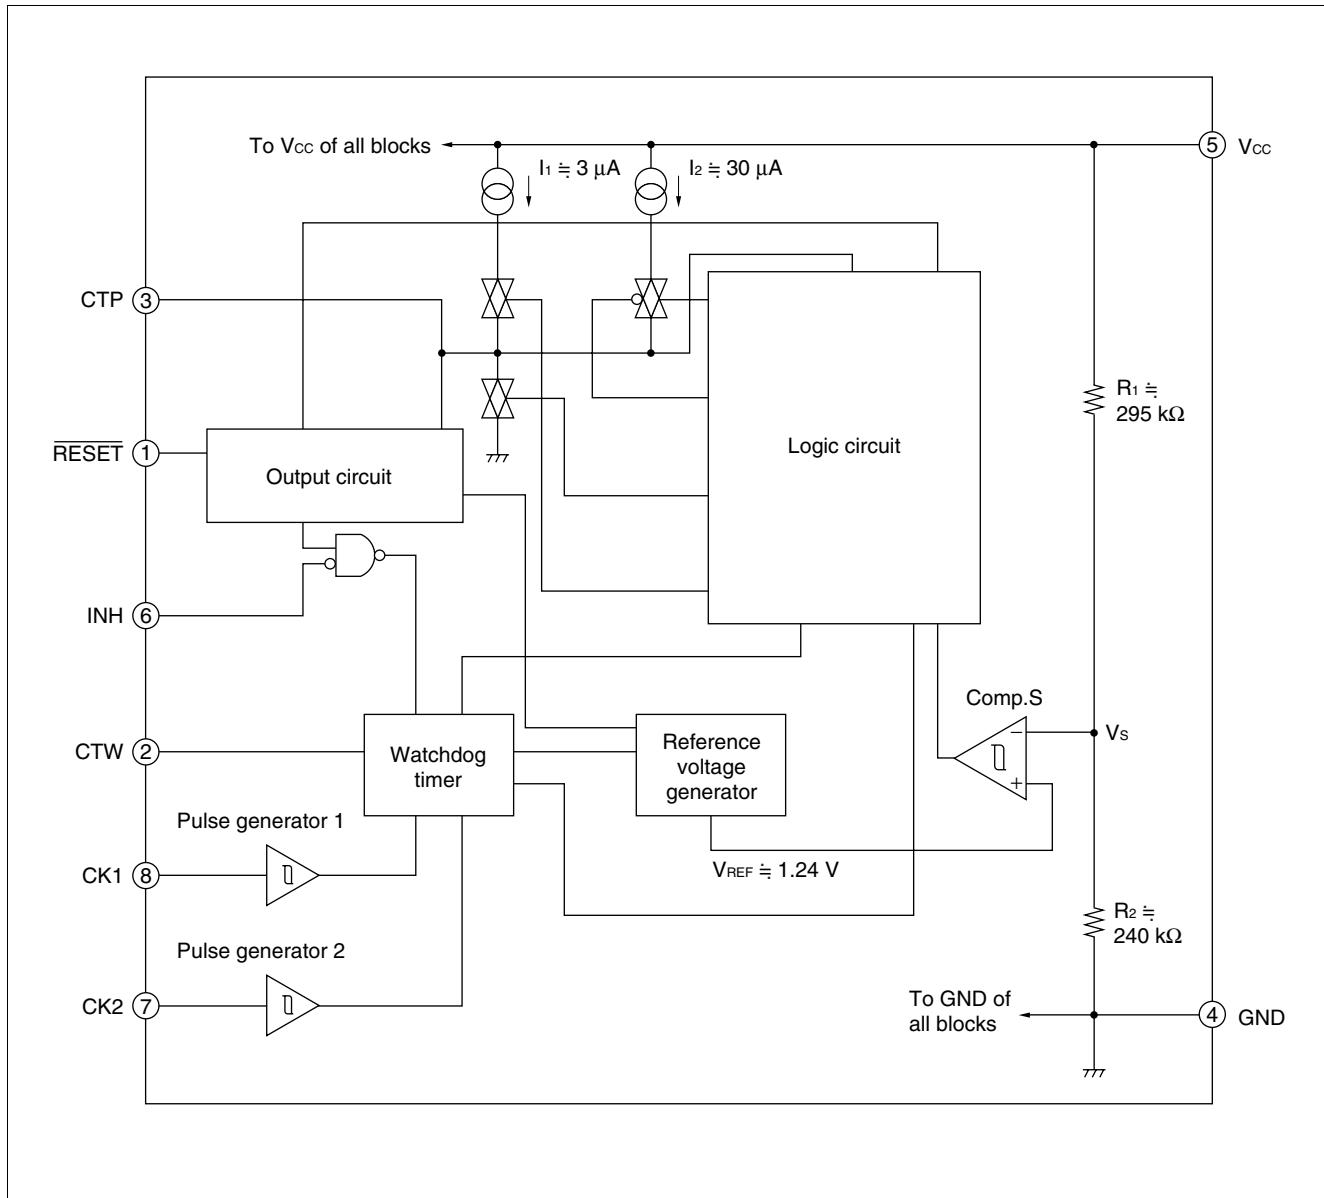 To VCC of all blocks
I1 ≒ 3 μA
I2 ≒ 30 μA
5
VCC
CTP
3
R1 ≒
295 kΩ
RESET
1
Output circuit
Logic circuit
INH
6
Comp.S
−
+
VS
CTW
2
Watchdog
timer
Reference
voltage
generator
Pulse generator 1
VREF ≒ 1.24 V
CK1
8
R2 ≒
240 kΩ
Pulse generator 2
CK2
7
To GND of
all blocks
4
GND